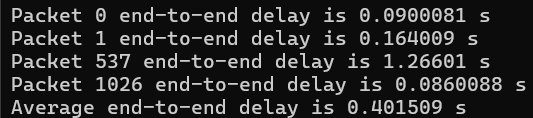 Packet 0 end-to-end delay is 0.0900081 s
Packet 1 end-to-end delay is 0.164009 s
Packet 537 end-to-end delay is 1.26601 s
Packet 1026 end-to-end delay is 0.0860088 s
Average end-to-end delay is 0.401509 s